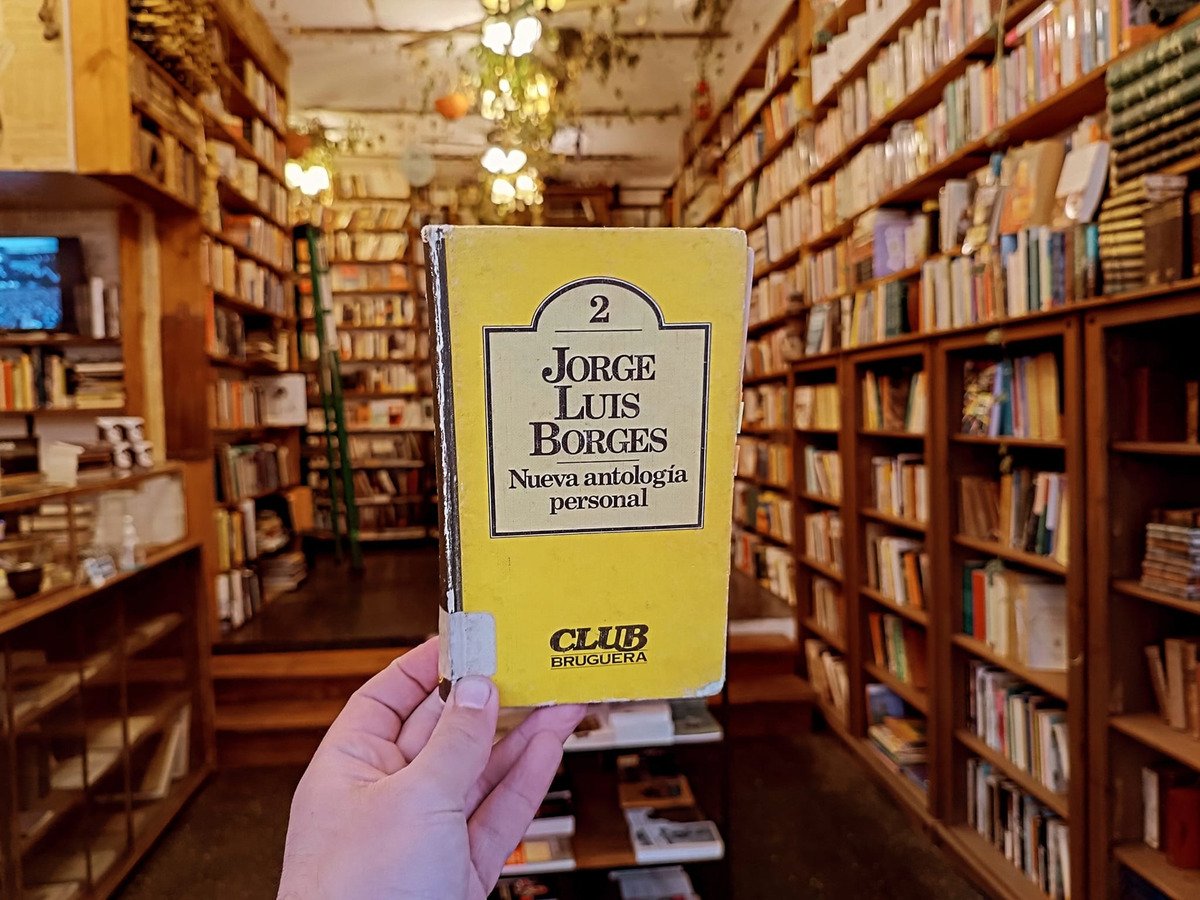 2
JORGE
LUIS
BORGES
Nueva antología
personal
CLUB
BRUGUERA